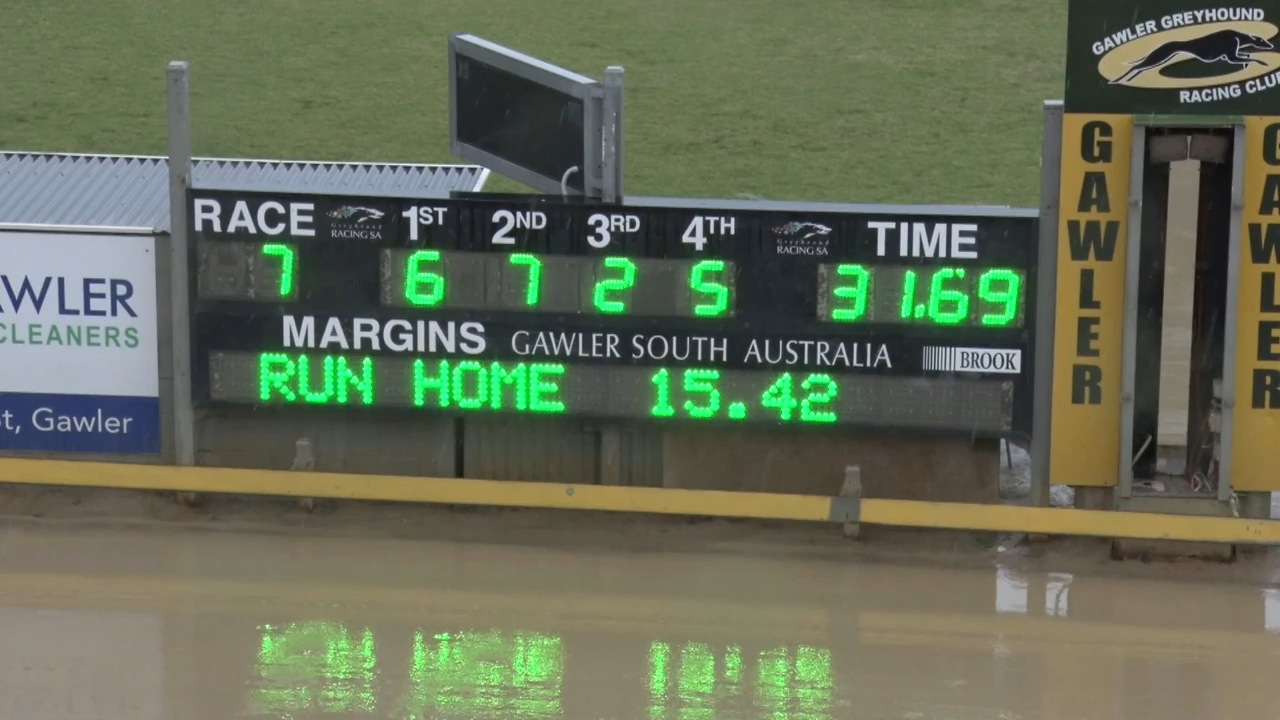 GAWLER GREYHOUND
RACING CLU
GAWLER
RACE
Greyhound
RACING SA
1ST
2ND
3RD
4TH
Greyhound
RACING SA
TIME
7
6
7
2
5
31.69
MARGINS
GAWLER SOUTH AUSTRALIA
BROOK
RUN HOME 15.42
AWLER
CLEANERS
t, Gawler
GAWLER